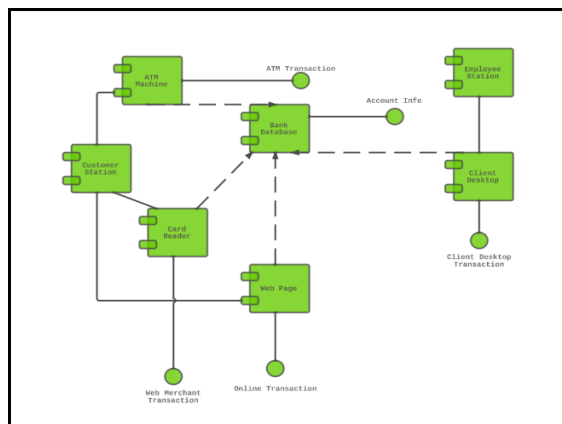 ATM Transaction
ATM
Machine
Employee
Station
Account Info
Bank
Database
Customer
Station
Client
Desktop
Card
Reader
Client Desktop
Transaction
Web Page
Web Merchant
Transaction
Online Transaction